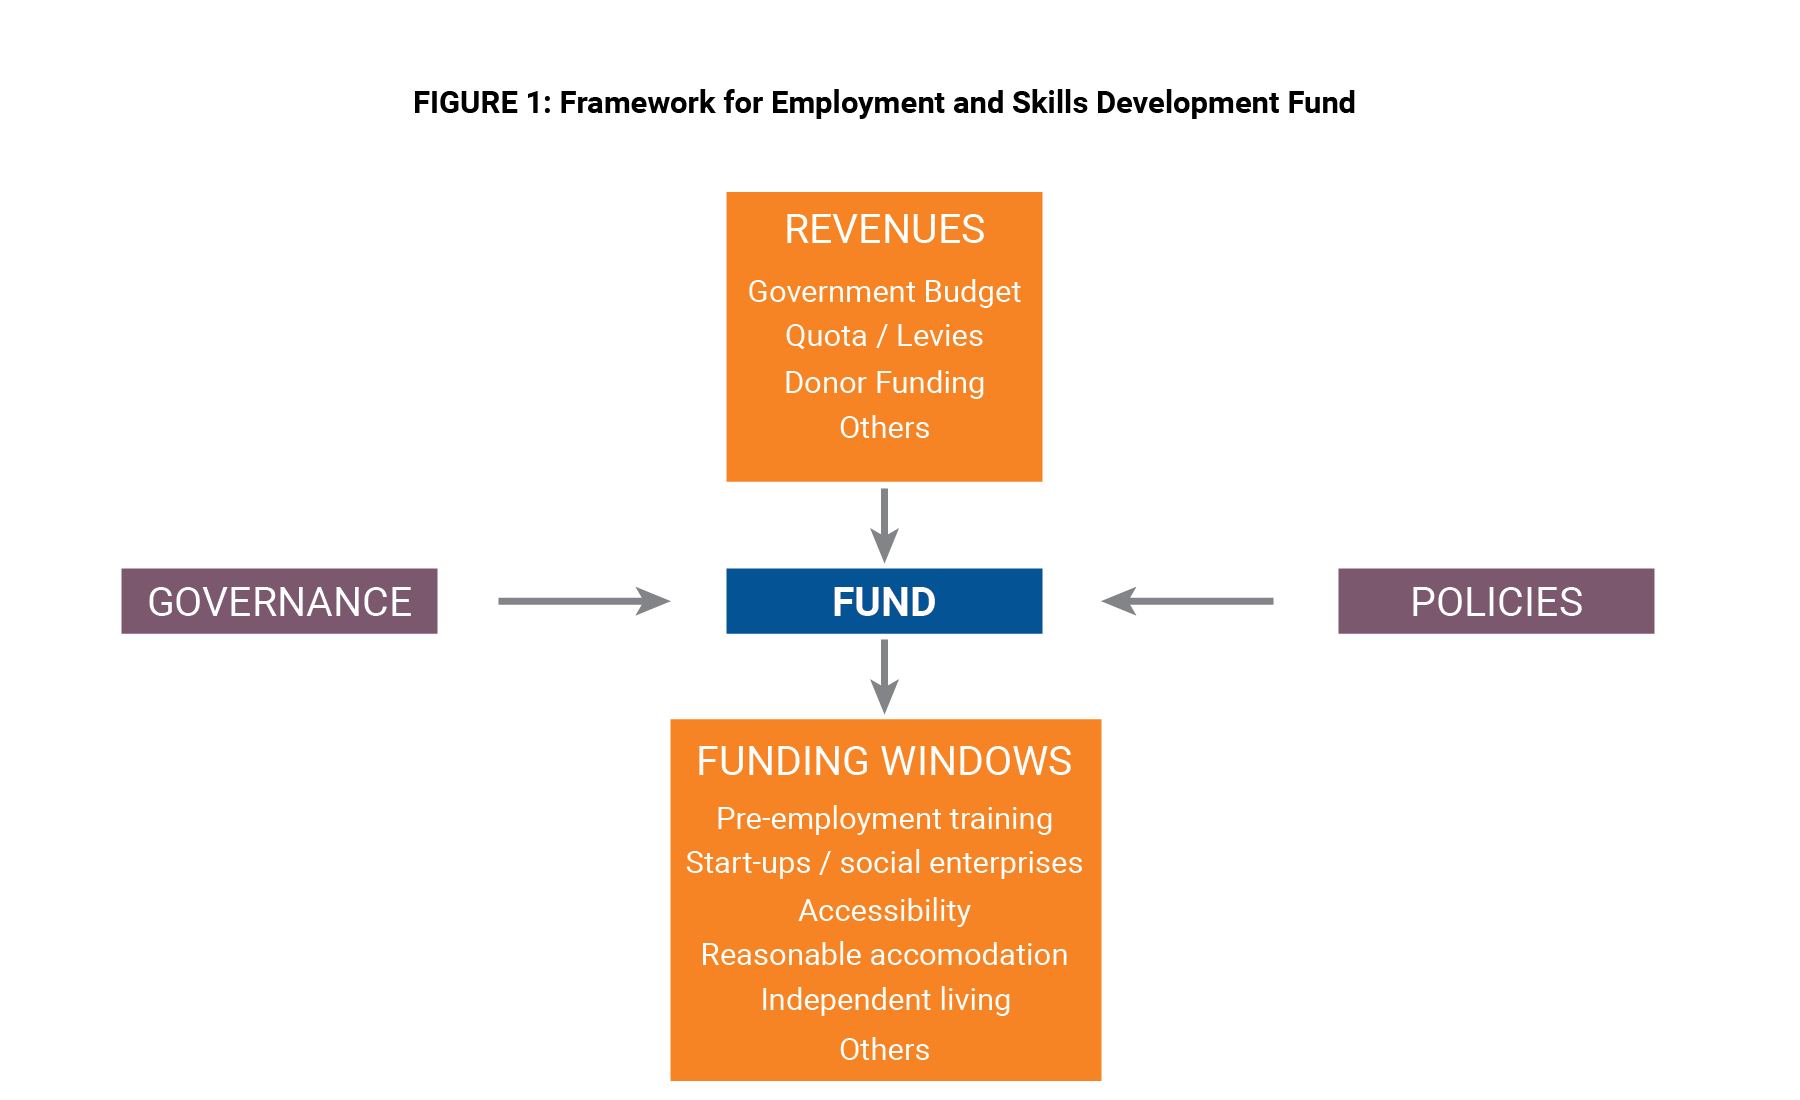 FIGURE 1: Framework for Employment and Skills Development Fund
REVENUES
Government Budget
Quota / Levies
Donor Funding
Others
GOVERNANCE
FUND
POLICIES
FUNDING WINDOWS
Pre-employment training
Start-ups / social enterprises
Accessibility
Reasonable accomodation
Independent living
Others